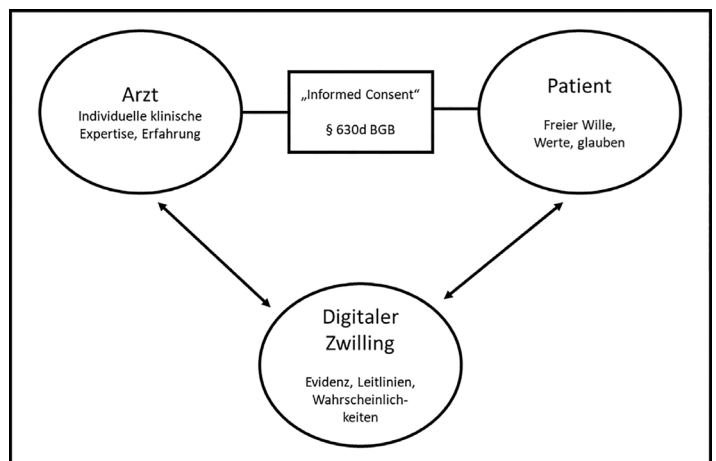 Arzt
Individuelle klinische
Expertise, Erfahrung
„Informed Consent“
§ 630d BGB
Patient
Freier Wille,
Werte, glauben
Digitaler
Zwilling
Evidenz, Leitlinien,
Wahrscheinlich-
keiten